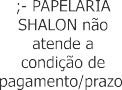 ;- PAPELARIA
SHALON não
atende a
condição de
pagamento/prazo